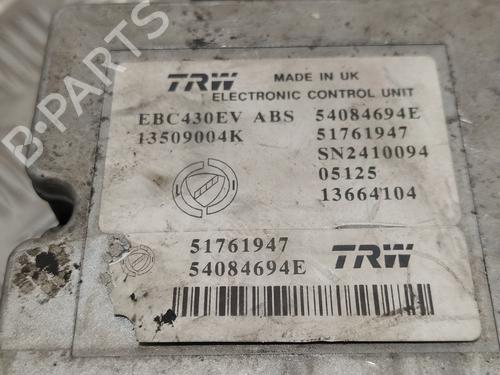 TRW MADE IN UK
ELECTRONIC CONTROL UNIT
EBC430EV ABS 54084694E
13509004K 51761947
SN2410094
05125
13664104
51761947
54084694E
TRW
B-PARTS